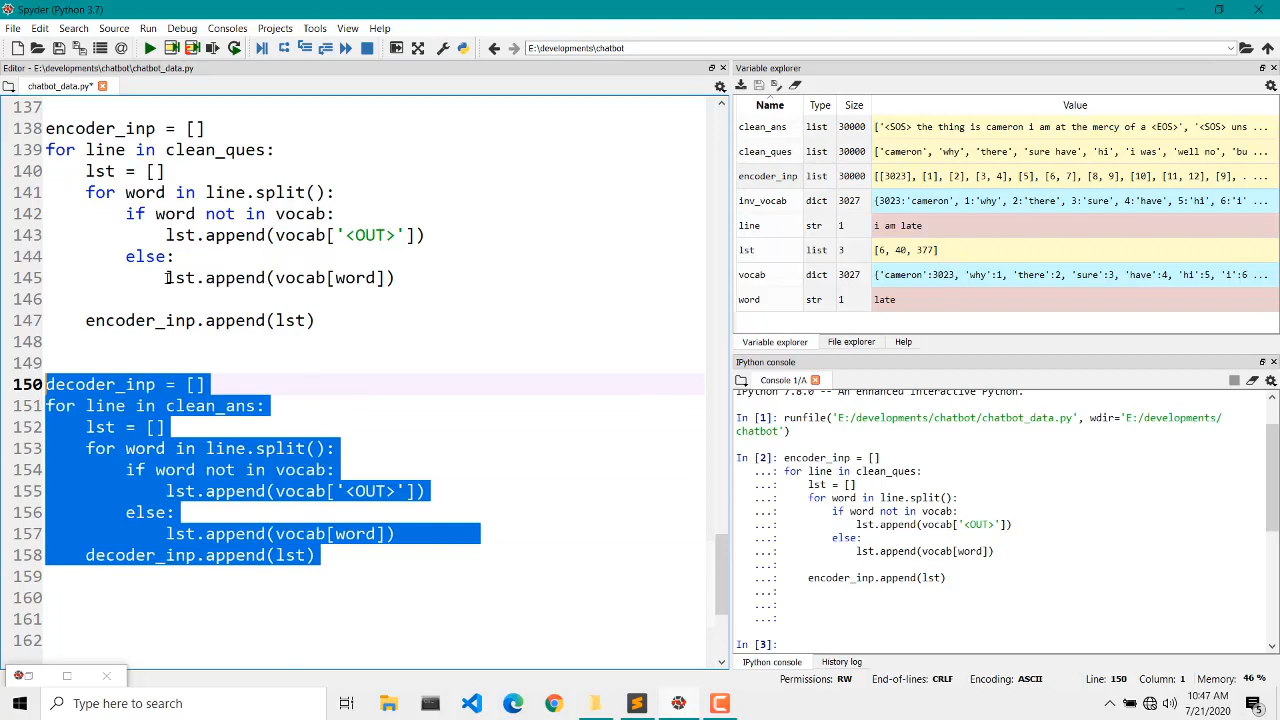 Spyder (Python 3.7)
File Edit Search Source Run Debug Consoles Projects Tools View Help
E:\developments\chatbot
Editor - E:\developments\chatbot\chatbot_data.py
chatbot_data.py*
137
138 encoder_inp = []
139 for line in clean_ques:
140 lst = []
141 for word in line.split():
142 if word not in vocab:
143 lst.append(vocab['<OUT>'])
144 else:
145 lst.append(vocab[word])
146
147 encoder_inp.append(lst)
148
149
150 decoder_inp = []
151 for line in clean_ans:
152 lst = []
153 for word in line.split():
154 if word not in vocab:
155 lst.append(vocab['<OUT>'])
156 else:
157 lst.append(vocab[word])
158 decoder_inp.append(lst)
159
160
161
162
Variable explorer
Name Type Size Value
clean_ans list 30000 ['<SOS> the thing is cameron i am at the mercy of a <EOS>', '<SOS> uns ...
clean_ques list 30000 ['cameron', 'why', 'there', 'sure have', 'hi', 'i was', 'well no', 'bu ...
encoder_inp list 30000 [[3023], [1], [2], [3, 4], [5], [6, 7], [8, 9], [10], [11, 12], [9], . ...
inv_vocab dict 3027 {3023:'cameron', 1:'why', 2:'there', 3:'sure', 4:'have', 5:'hi', 6:'i' ...
line str 1 i am late
lst list 3 [6, 40, 377]
vocab dict 3027 {'cameron':3023, 'why':1, 'there':2, 'sure':3, 'have':4, 'hi':5, 'i':6 ...
word str 1 late
Variable explorer File explorer Help
IPython console
Console 1/A
IPython 7.8.0 -- An enhanced Interactive Python.
In [1]: runfile('E:/developments/chatbot/chatbot_data.py', wdir='E:/developments/
chatbot')
In [2]: encoder_inp = []
...: for line in clean_ques:
...: lst = []
...: for word in line.split():
...: if word not in vocab:
...: lst.append(vocab['<OUT>'])
...: else:
...: lst.append(vocab[word])
...:
...: encoder_inp.append(lst)
...:
...:
...:
In [3]:
IPython console History log
Permissions: RW End-of-lines: CRLF Encoding: ASCII Line: 150 Column: 1 Memory: 46 %
Type here to search
10:47 AM
7/21/2020
5